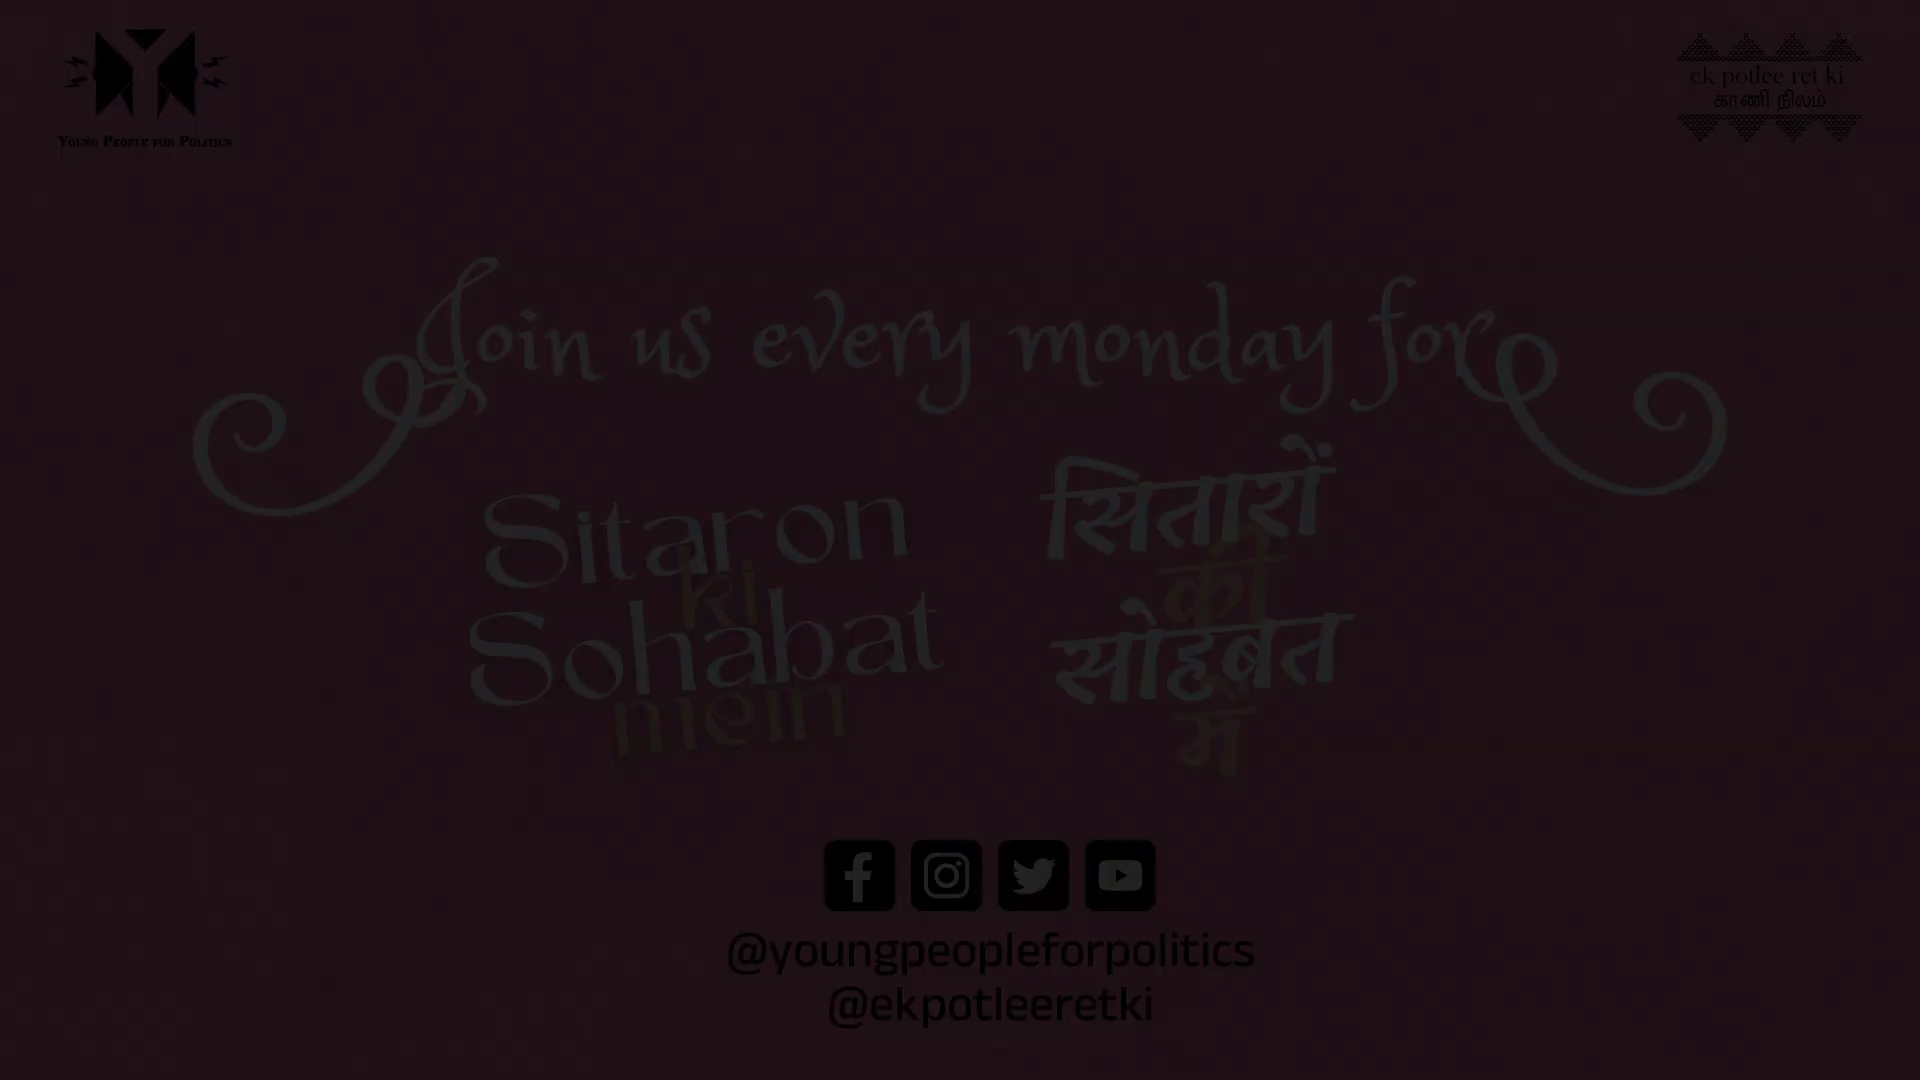 Young People for Politics
ek potlee ret ki
காணி நிலம்
Join us every monday for
Sitaron
ki
Sohabat
mein
सितारों
की
सोहबत
में
@youngpeopleforpolitics
@ekpotleeretki